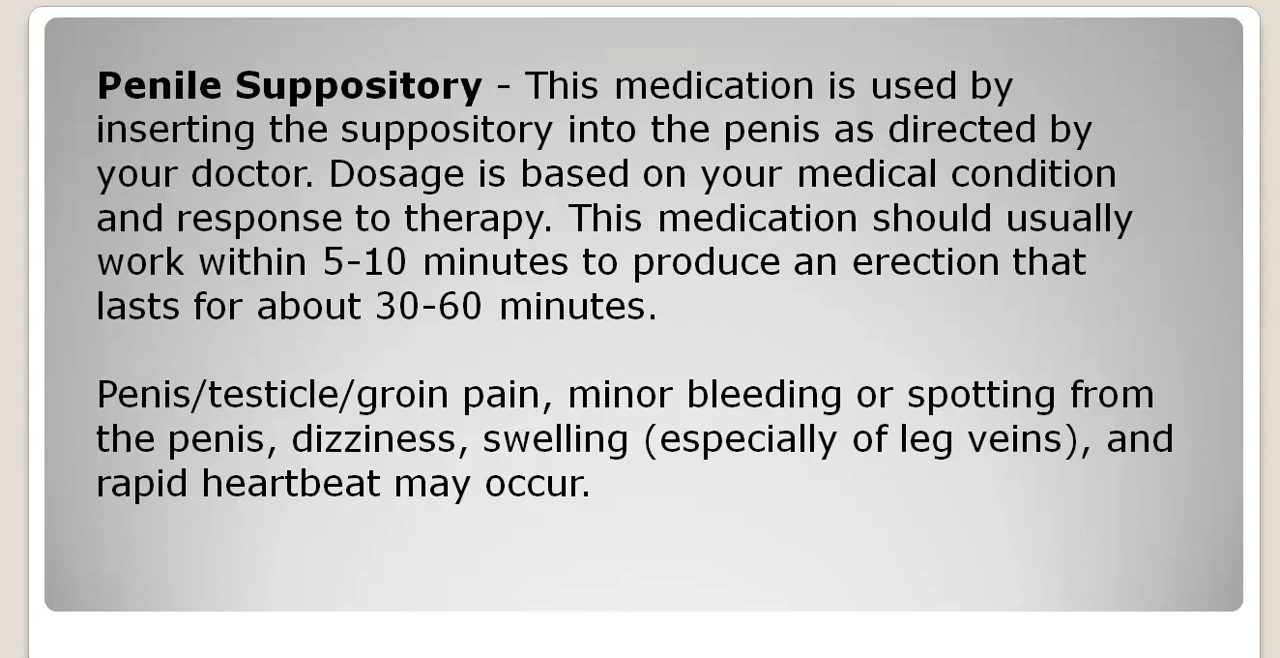 Penile Suppository - This medication is used by
inserting the suppository into the penis as directed by
your doctor. Dosage is based on your medical condition
and response to therapy. This medication should usually
work within 5-10 minutes to produce an erection that
lasts for about 30-60 minutes.
Penis/testicle/groin pain, minor bleeding or spotting from
the penis, dizziness, swelling (especially of leg veins), and
rapid heartbeat may occur.